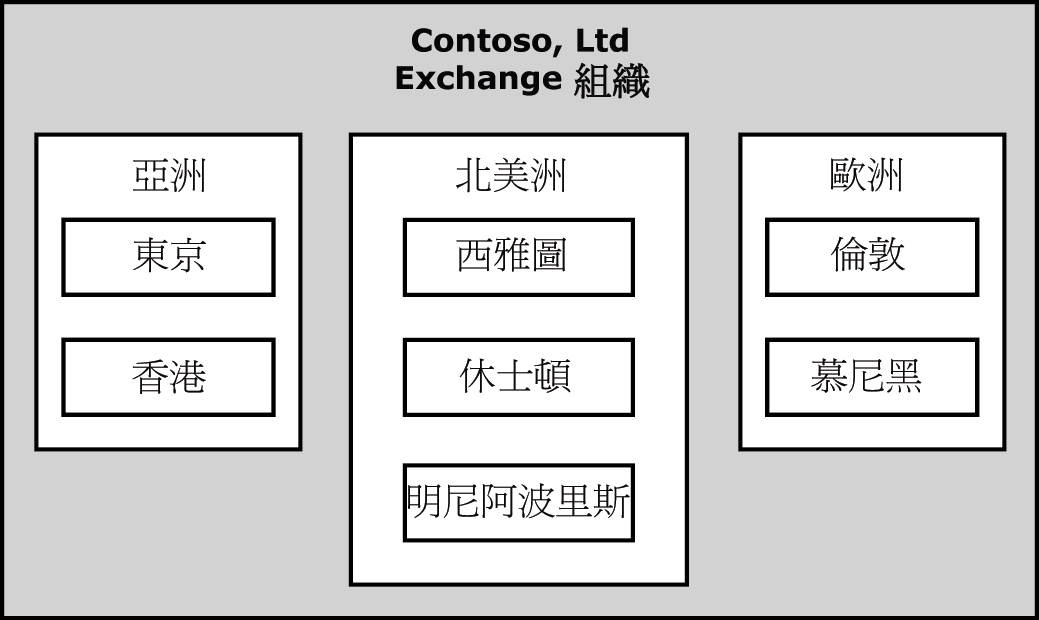 Contoso, Ltd
Exchange 組織
亞洲
東京
香港
北美洲
西雅圖
休士頓
明尼阿波里斯
歐洲
倫敦
慕尼黑